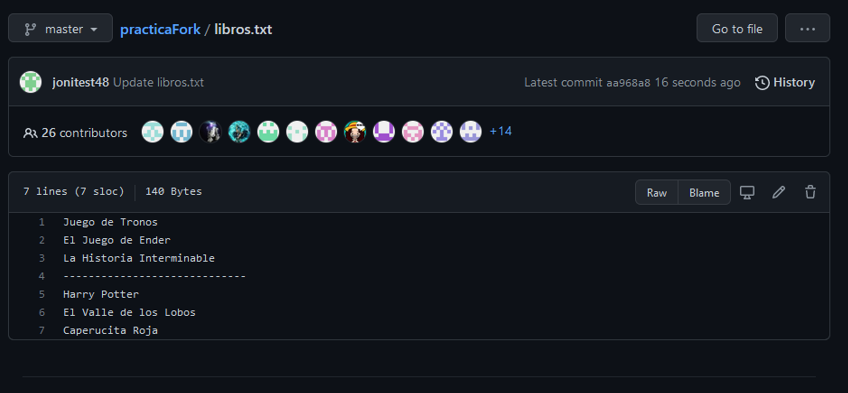 master practicaFork / libros.txt Go to file ...
jonitest48 Update libros.txt Latest commit aa968a8 16 seconds ago History
26 contributors +14
7 lines (7 sloc) 140 Bytes Raw Blame
1 Juego de Tronos
2 El Juego de Ender
3 La Historia Interminable
4 -----------------------------
5 Harry Potter
6 El Valle de los Lobos
7 Caperucita Roja